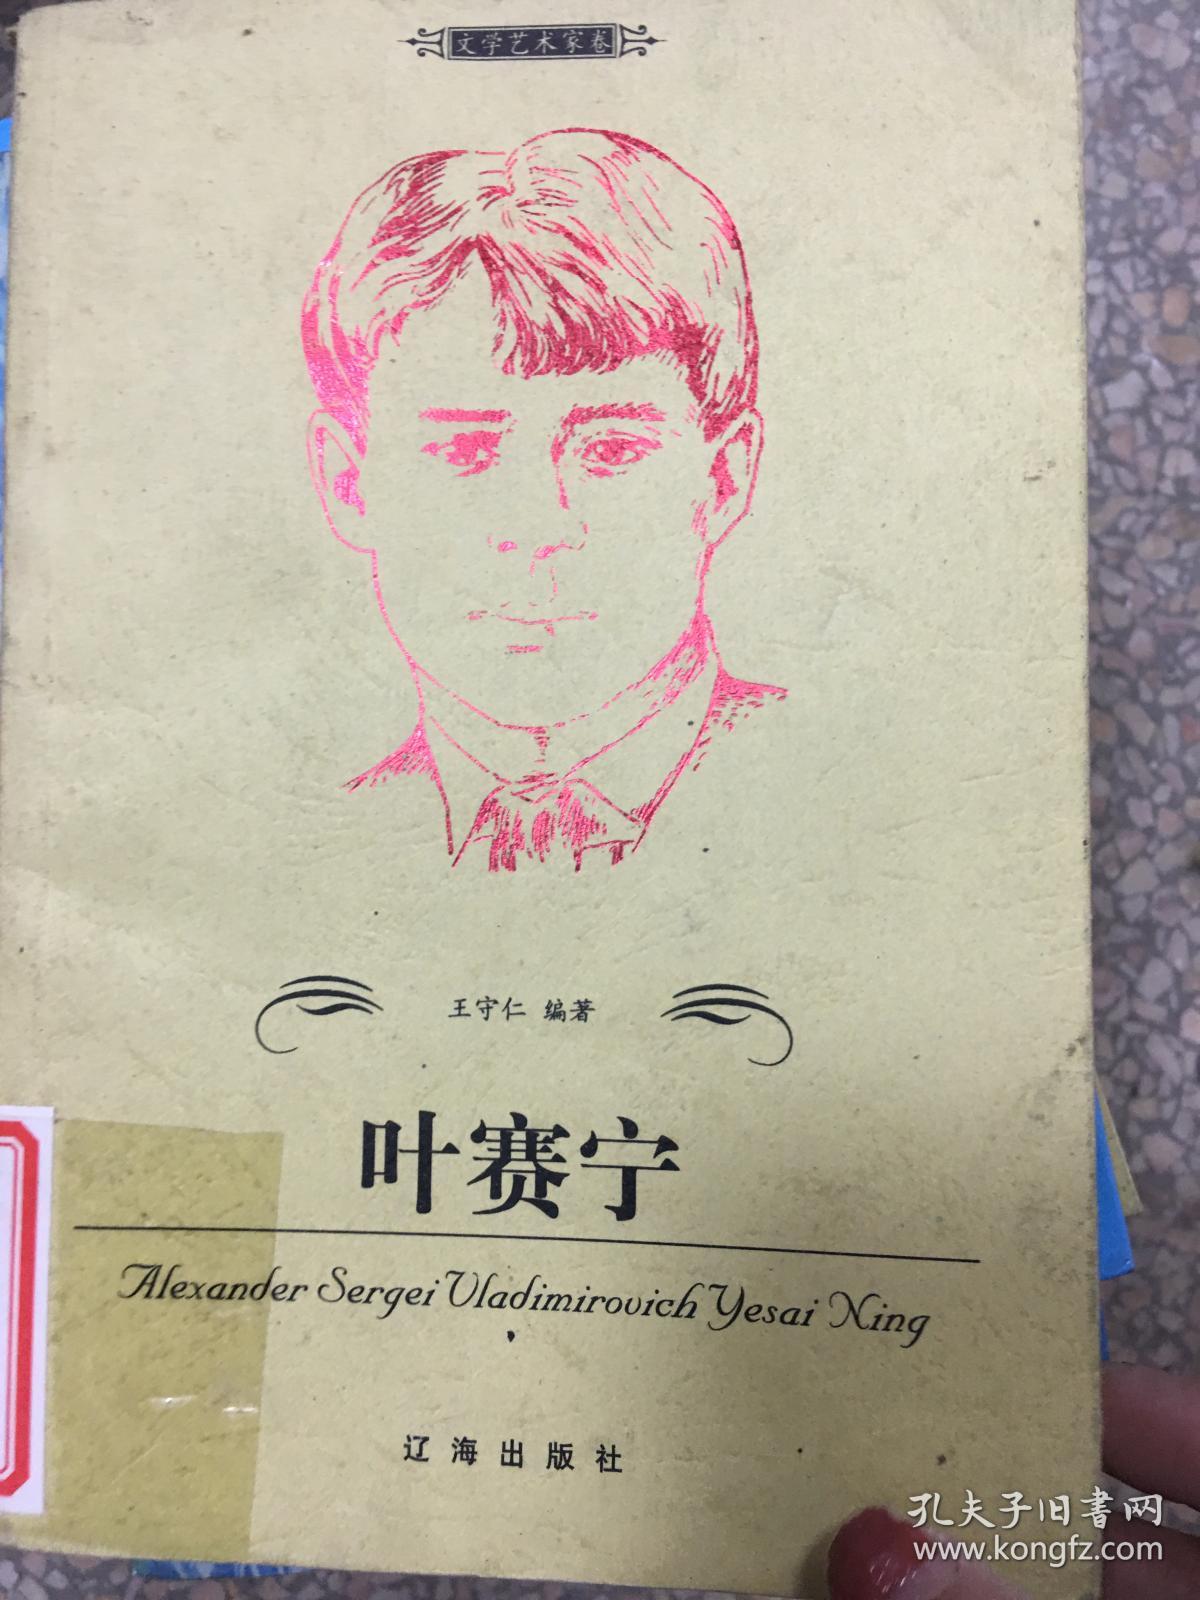 文学艺术家卷
王守仁 编著
叶赛宁
Alexander Sergei Vladimirovich Yesai Ning
辽海出版社
孔夫子旧书网
www.kongfz.com